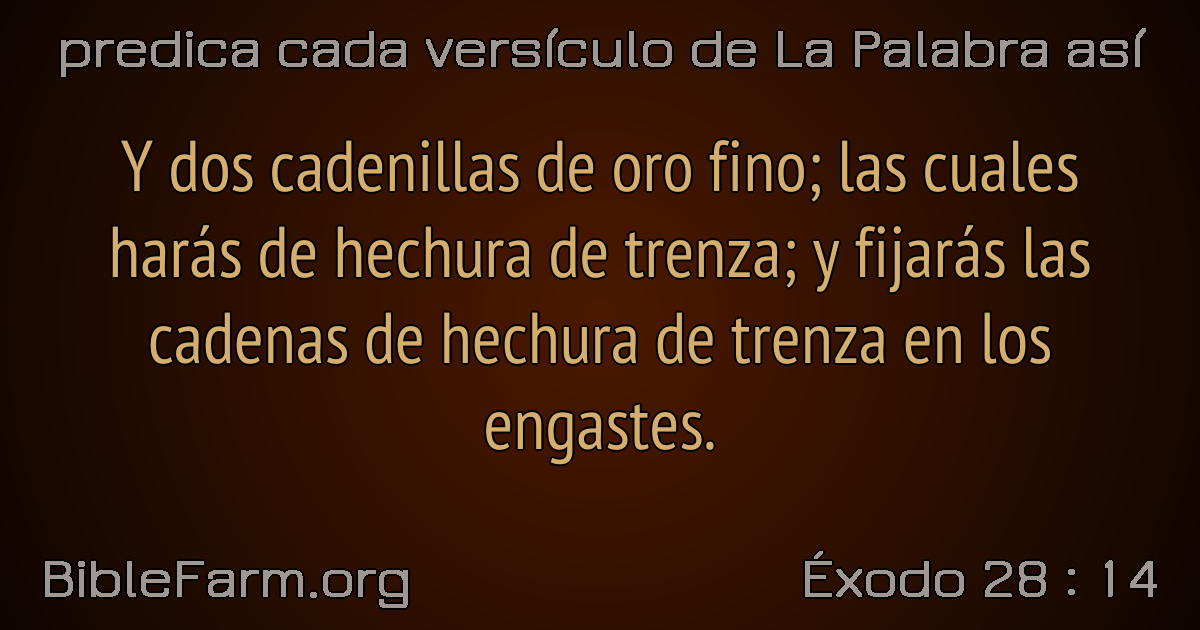 predica cada versículo de La Palabra así
Y dos cadenillas de oro fino; las cuales
harás de hechura de trenza; y fijarás las
cadenas de hechura de trenza en los
engastes.
BibleFarm.org
Éxodo 28 : 14